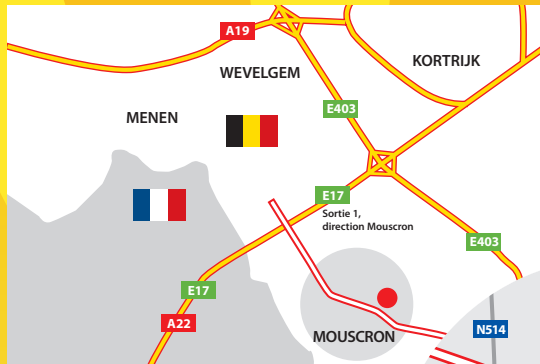 A19
WEVELGEM
KORTRIJK
E403
MENEN
E17
Sortie 1,
direction Mouscron
E403
E17
A22
MOUSCRON
N514